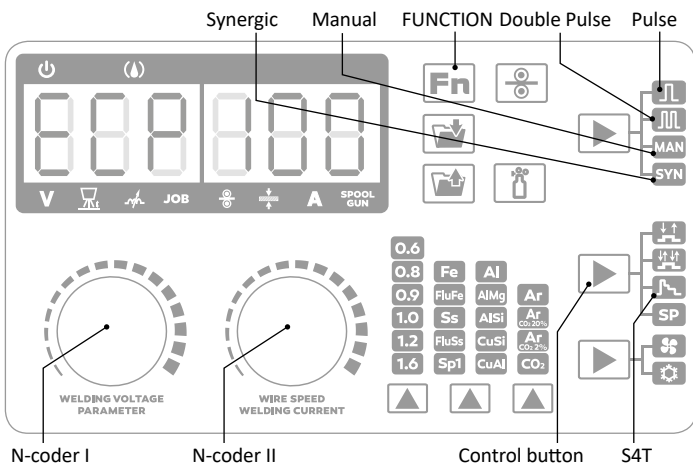 Synergic Manual FUNCTION Double Pulse Pulse
Fn
ECP 100
V JOB A SPOOL GUN
MAN
SYN
SP
0.6
0.8 Fe Al
0.9 FluFe AlMg Ar
1.0 Ss AlSi Ar CO₂ 20%
1.2 FluSs CuSi Ar CO₂ 2%
1.6 Sp1 CuAl CO₂
WELDING VOLTAGE
PARAMETER
WIRE SPEED
WELDING CURRENT
N-coder I N-coder II Control button S4T